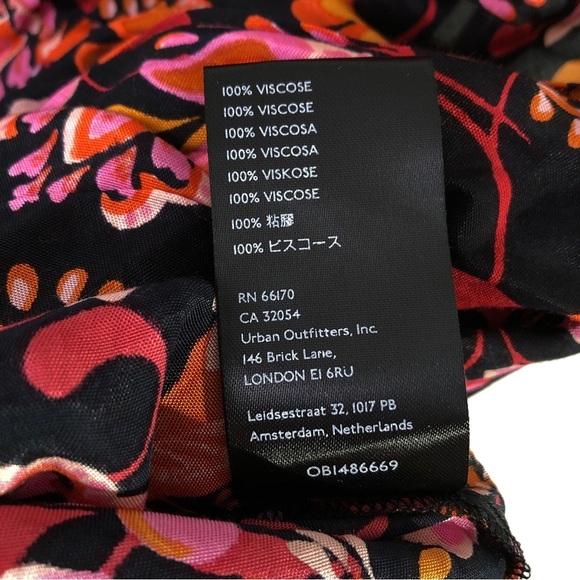 100% VISCOSE
100% VISCOSE
100% VISCOSA
100% VISCOSA
100% VISKOSE
100% VISCOSE
100% 粘膠
100% ビスコース
RN 66170
CA 32054
Urban Outfitters, Inc.
146 Brick Lane,
LONDON E1 6RU
Leidsestraat 32, 1017 PB
Amsterdam, Netherlands
OB1486669